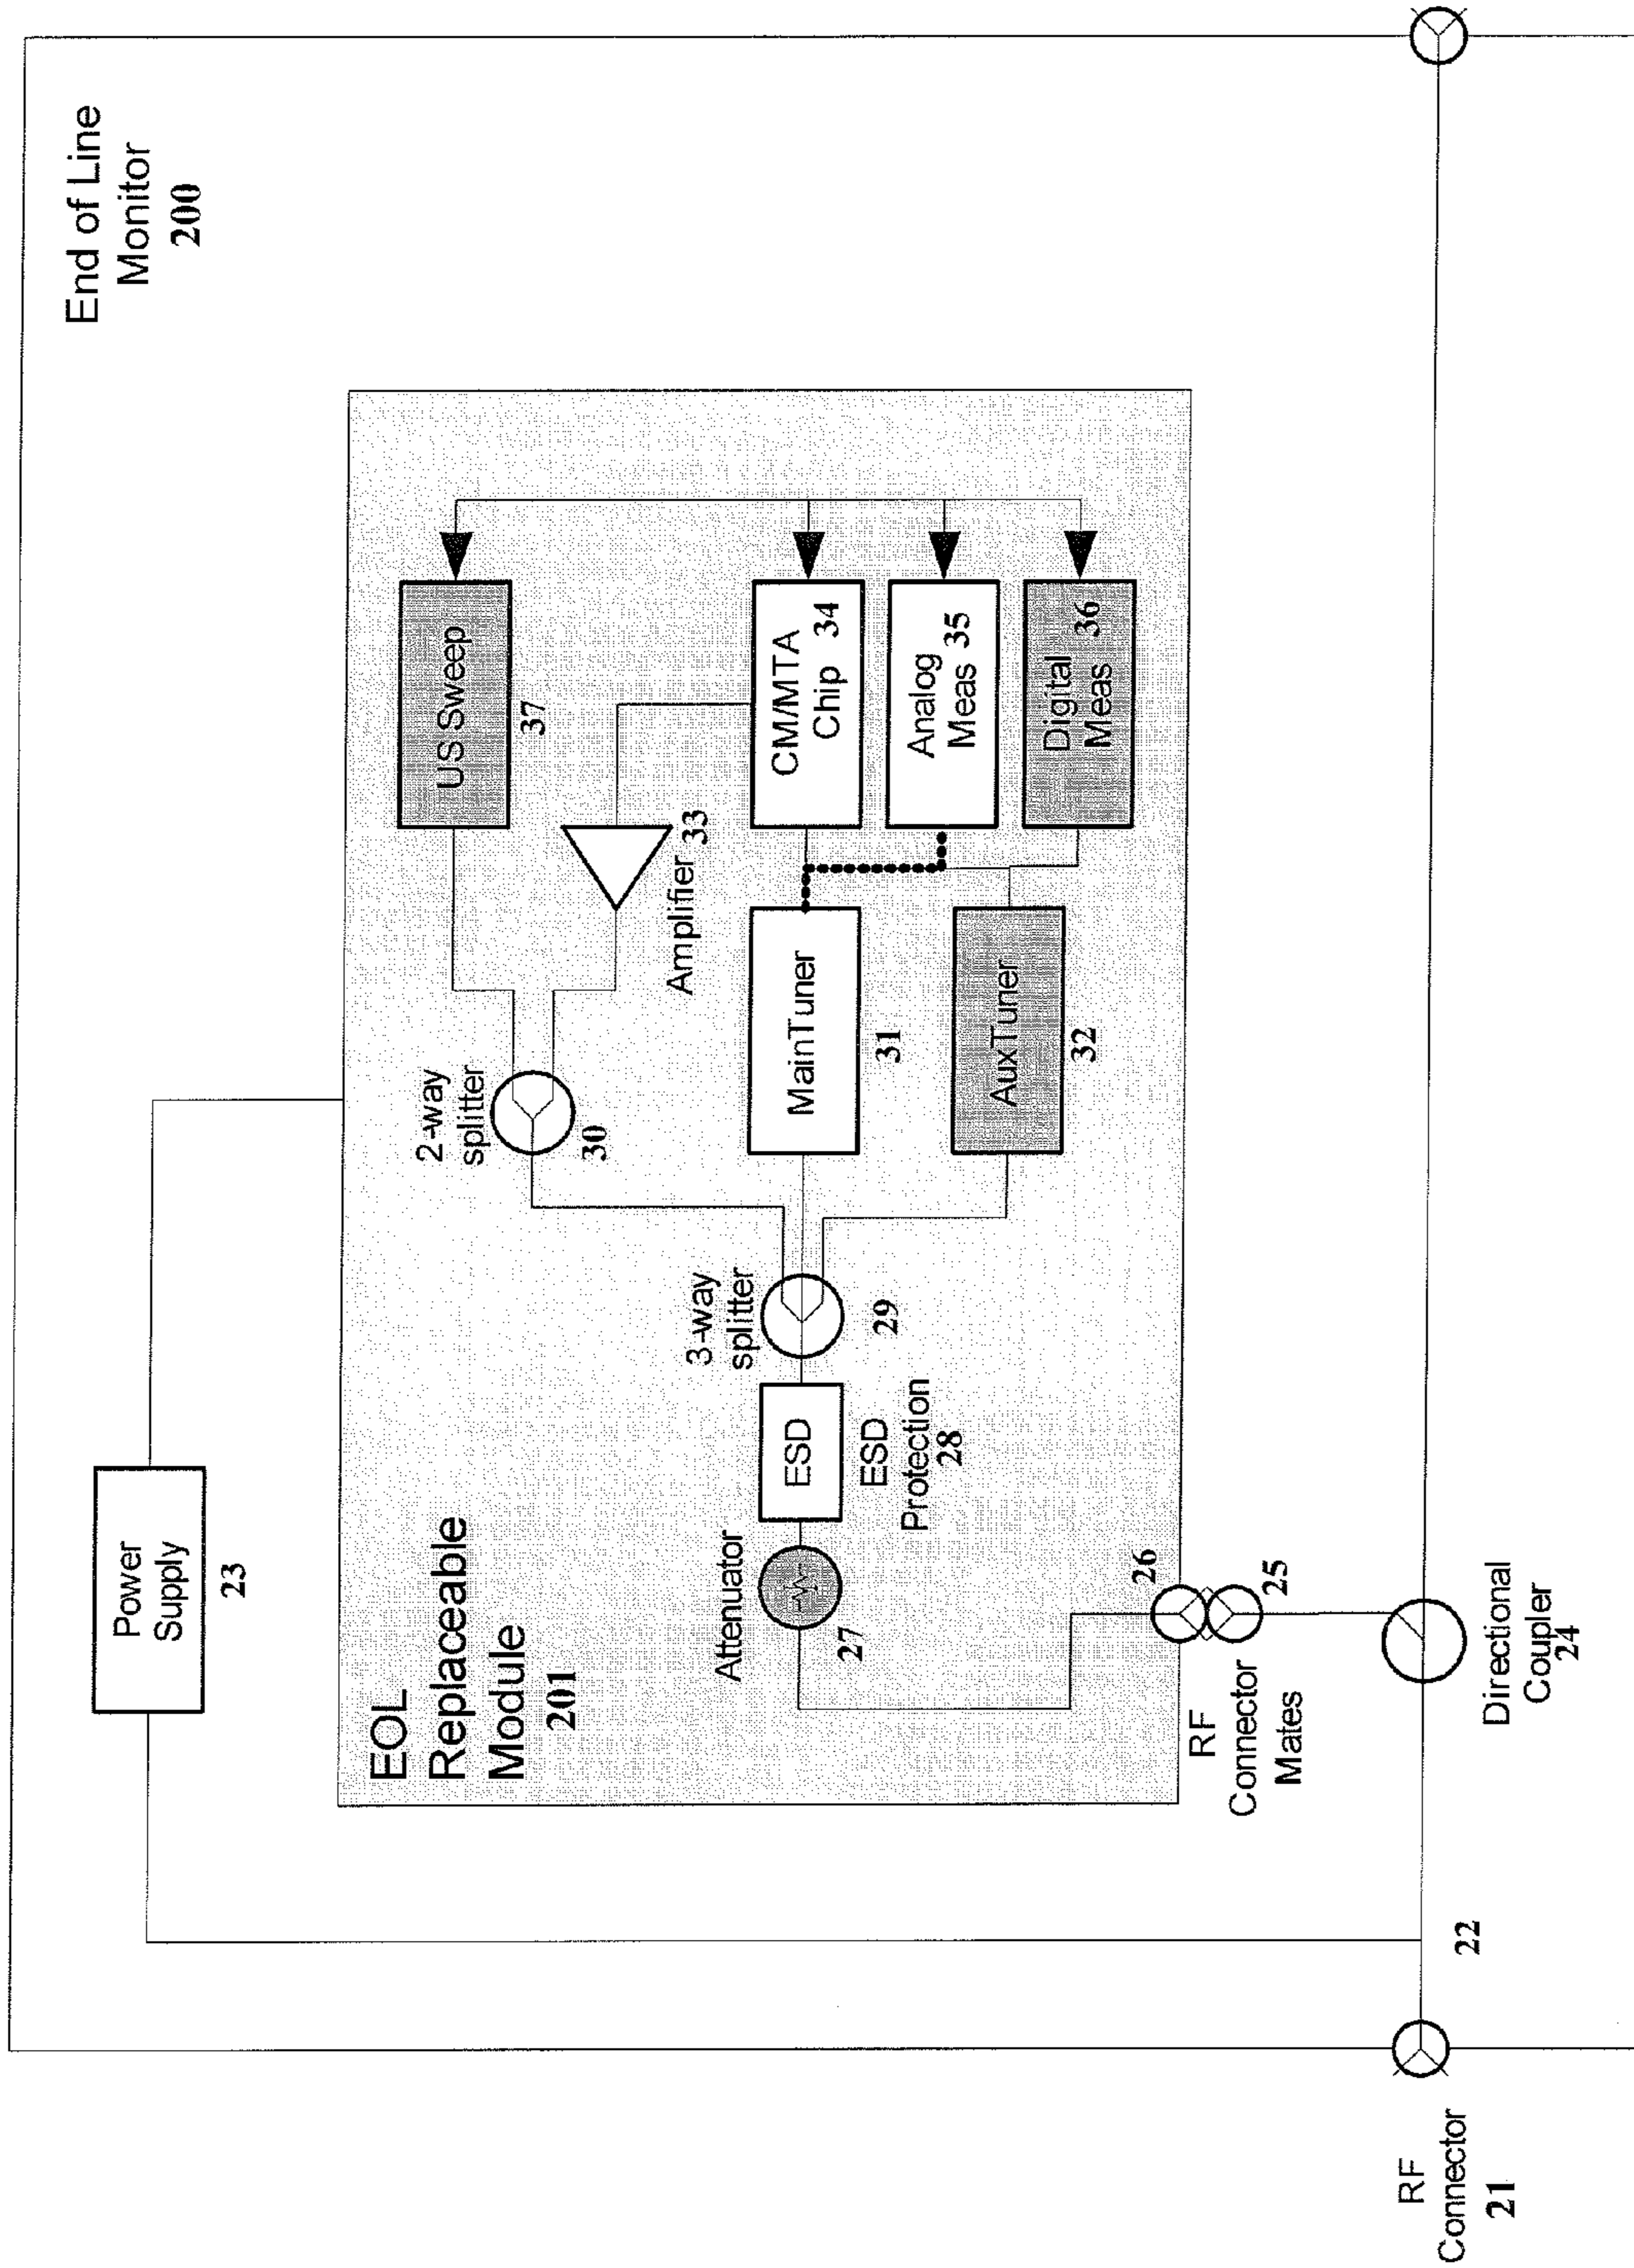 End of Line
Monitor
200
Power
Supply
23
EOL
Replaceable
Module
201
2-way
splitter
30
US Sweep
37
Amplifier 33
3-way
splitter
29
Attenuator
27
ESD
ESD
Protection
28
MainTuner
31
AuxTuner
32
CM/MTA
Chip 34
Analog
Meas 35
Digital
Meas 36
26
25
RF
Connector
Mates
Directional
Coupler
24
22
RF
Connector
21